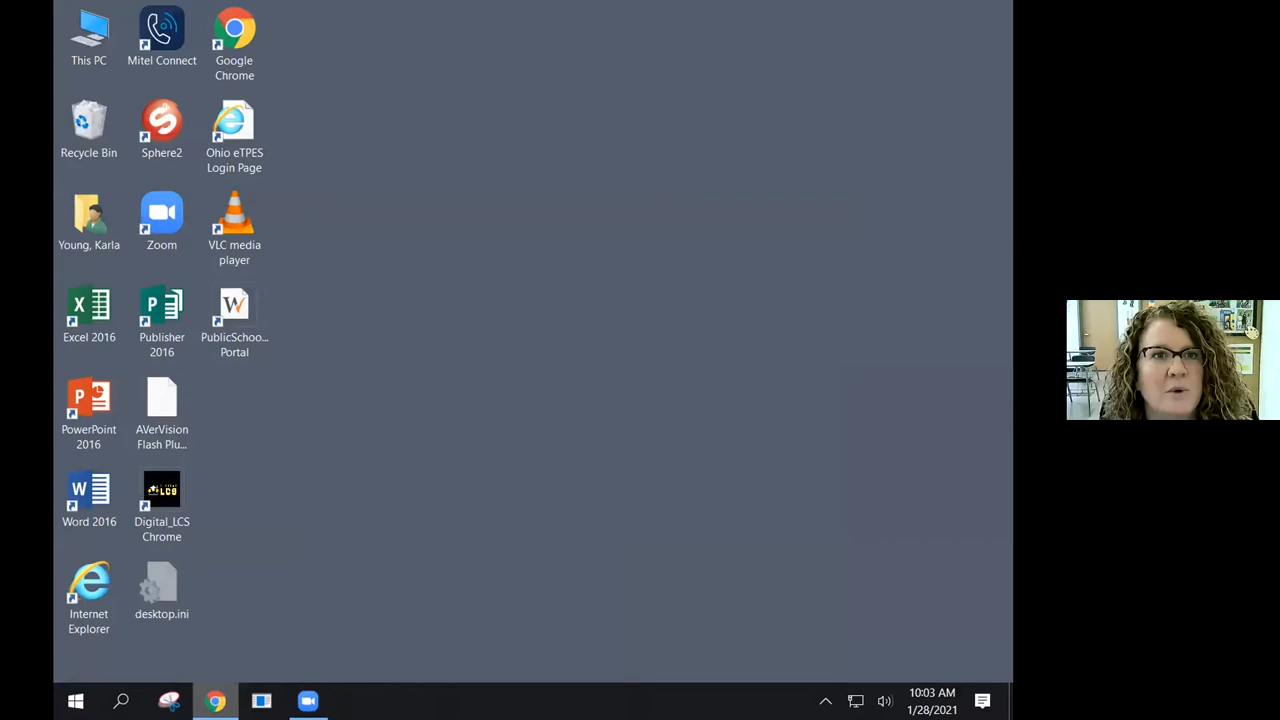 This PC
Mitel Connect
Google
Chrome
Recycle Bin
Sphere2
Ohio eTPES
Login Page
Young, Karla
Zoom
VLC media
player
Excel 2016
Publisher
2016
PublicSchoo...
Portal
PowerPoint
2016
AVerVision
Flash Plu...
Word 2016
LCS
Digital_LCS
Chrome
Internet
Explorer
desktop.ini
10:03 AM
1/28/2021